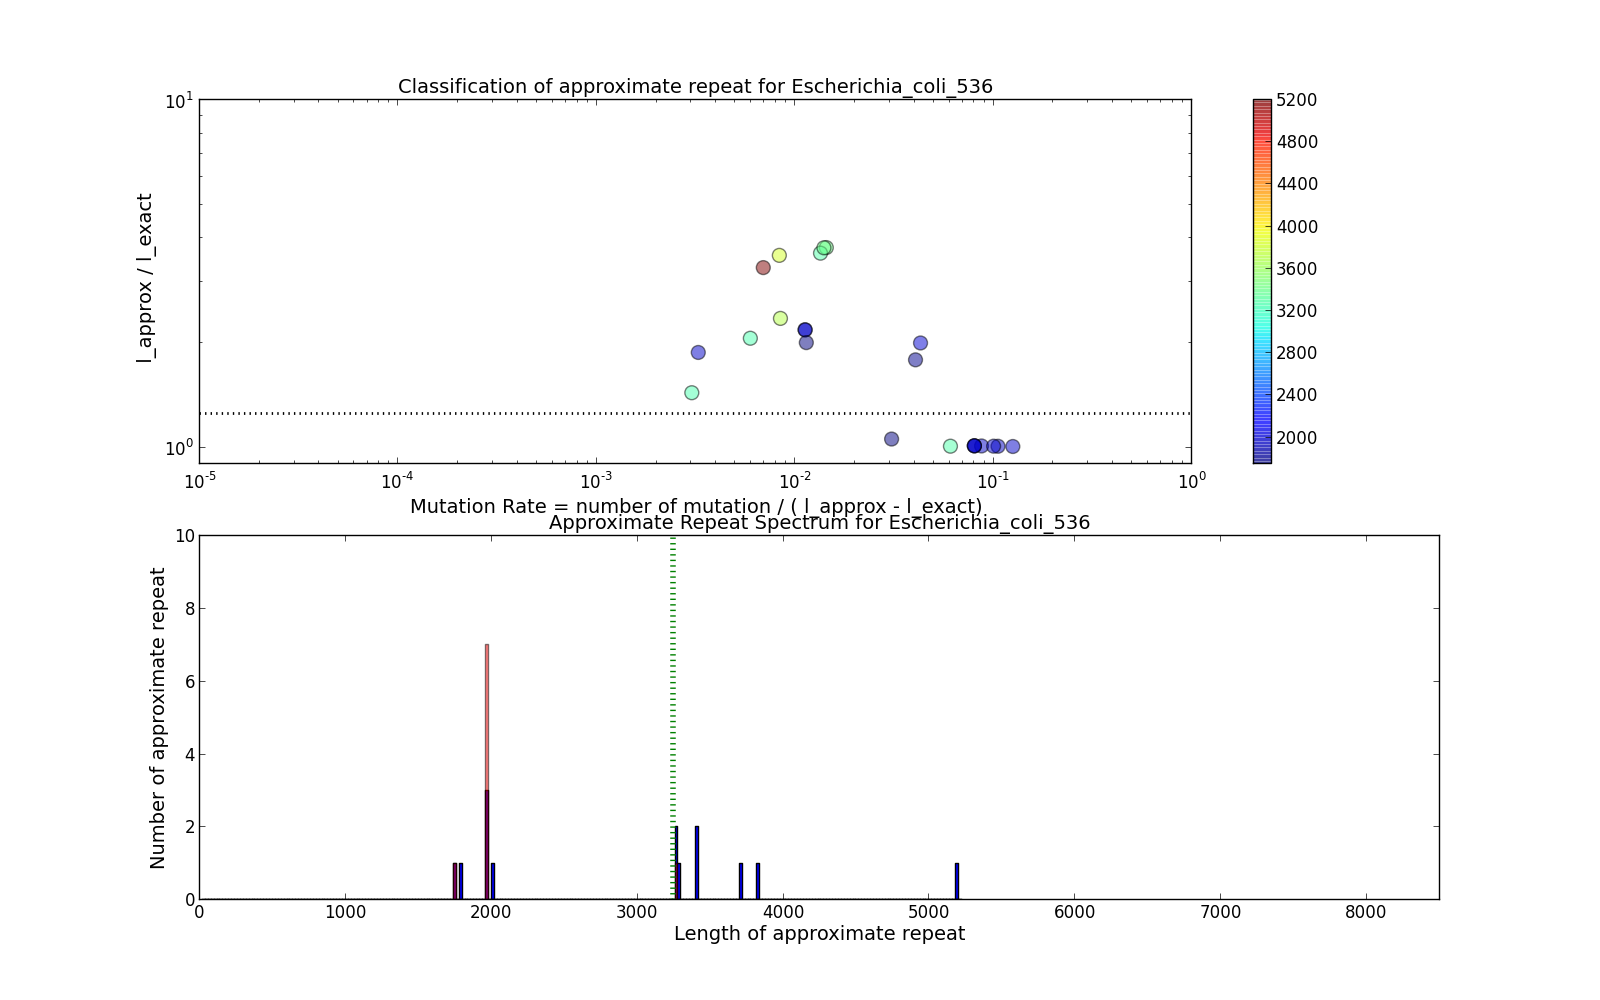 Classification of approximate repeat for Escherichia_coli_536
10^1
10^0
l_approx / l_exact
10^-5 10^-4 10^-3 10^-2 10^-1 10^0
Mutation Rate = number of mutation / ( l_approx - l_exact)
5200
4800
4400
4000
3600
3200
2800
2400
2000
Approximate Repeat Spectrum for Escherichia_coli_536
10
8
6
4
2
0
Number of approximate repeat
0 1000 2000 3000 4000 5000 6000 7000 8000
Length of approximate repeat